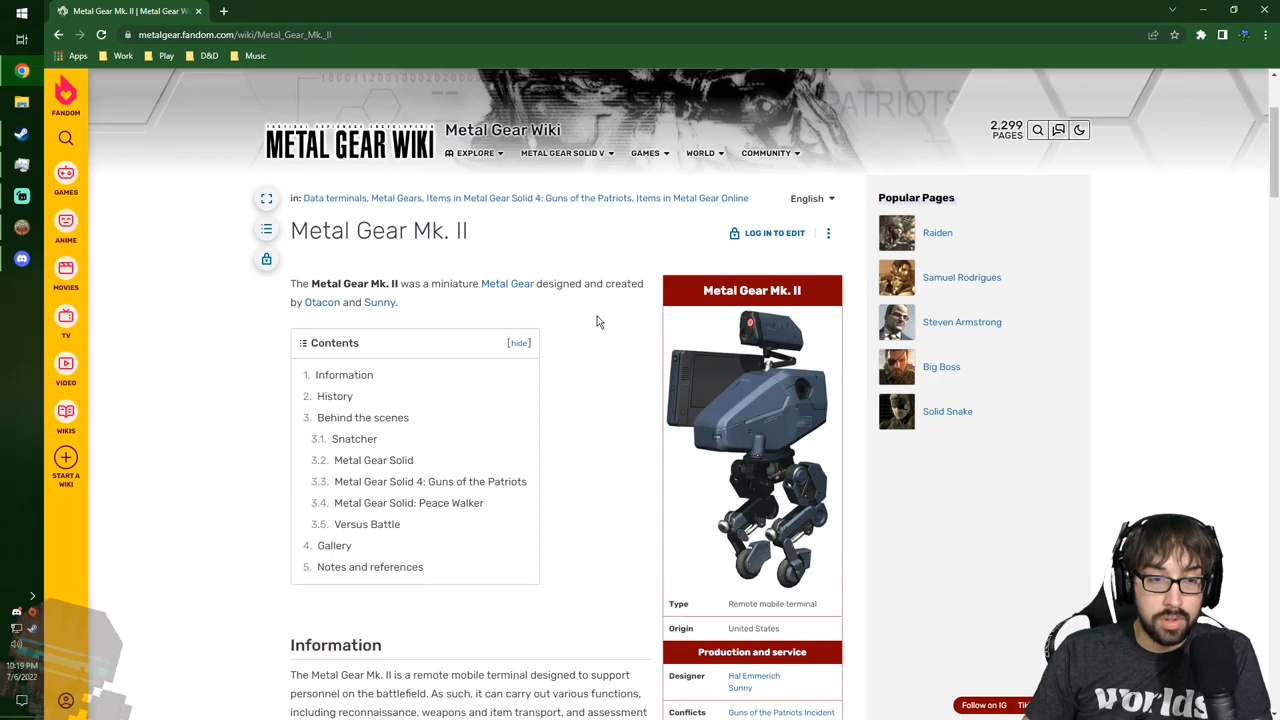 Metal Gear Mk. II | Metal Gear W
metalgear.fandom.com/wiki/Metal_Gear_Mk._II
Apps
Work
Play
D&D
Music
FANDOM
GAMES
ANIME
MOVIES
TV
VIDEO
WIKIS
START A
WIKI
10:19 PM
7/6/2022
PATRIOTS
TACTICAL ESPIONAGE ENCYCLOPEDIA
METAL GEAR WIKI
Metal Gear Wiki
EXPLORE
METAL GEAR SOLID V
GAMES
WORLD
COMMUNITY
2,299
PAGES
in: Data terminals, Metal Gears, Items in Metal Gear Solid 4: Guns of the Patriots, Items in Metal Gear Online
English
Metal Gear Mk. II
LOG IN TO EDIT
The Metal Gear Mk. II was a miniature Metal Gear designed and created
by Otacon and Sunny.
Contents
[hide]
1. Information
2. History
3. Behind the scenes
3.1. Snatcher
3.2. Metal Gear Solid
3.3. Metal Gear Solid 4: Guns of the Patriots
3.4. Metal Gear Solid: Peace Walker
3.5. Versus Battle
4. Gallery
5. Notes and references
Information
The Metal Gear Mk. II is a remote mobile terminal designed to support
personnel on the battlefield. As such, it can carry out various functions,
including reconnaissance, weapons and item transport, and assessment
Metal Gear Mk. II
Type Remote mobile terminal
Origin United States
Production and service
Designer Hal Emmerich
Sunny
Conflicts Guns of the Patriots Incident
Popular Pages
Raiden
Samuel Rodrigues
Steven Armstrong
Big Boss
Solid Snake
Follow on IG
worlds